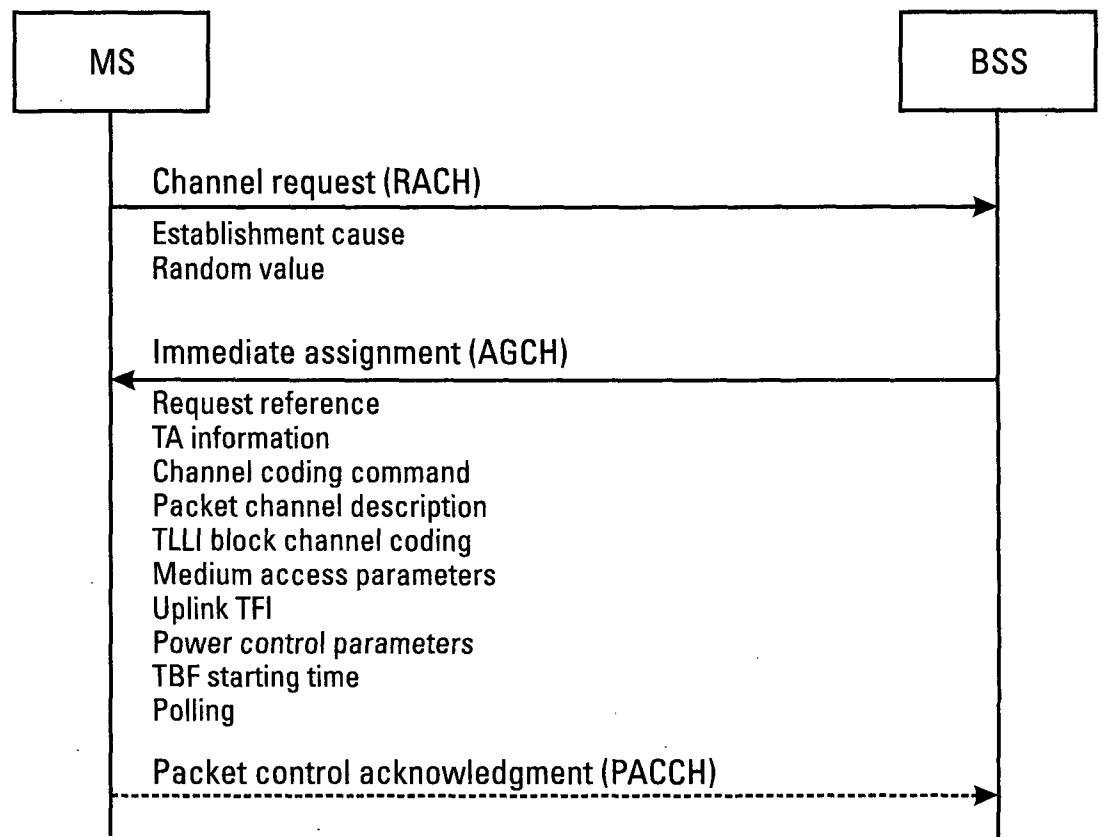 MS
BSS
Channel request (RACH)
Establishment cause
Random value
Immediate assignment (AGCH)
Request reference
TA information
Channel coding command
Packet channel description
TLLI block channel coding
Medium access parameters
Uplink TFI
Power control parameters
TBF starting time
Polling
Packet control acknowledgment (PACCH)